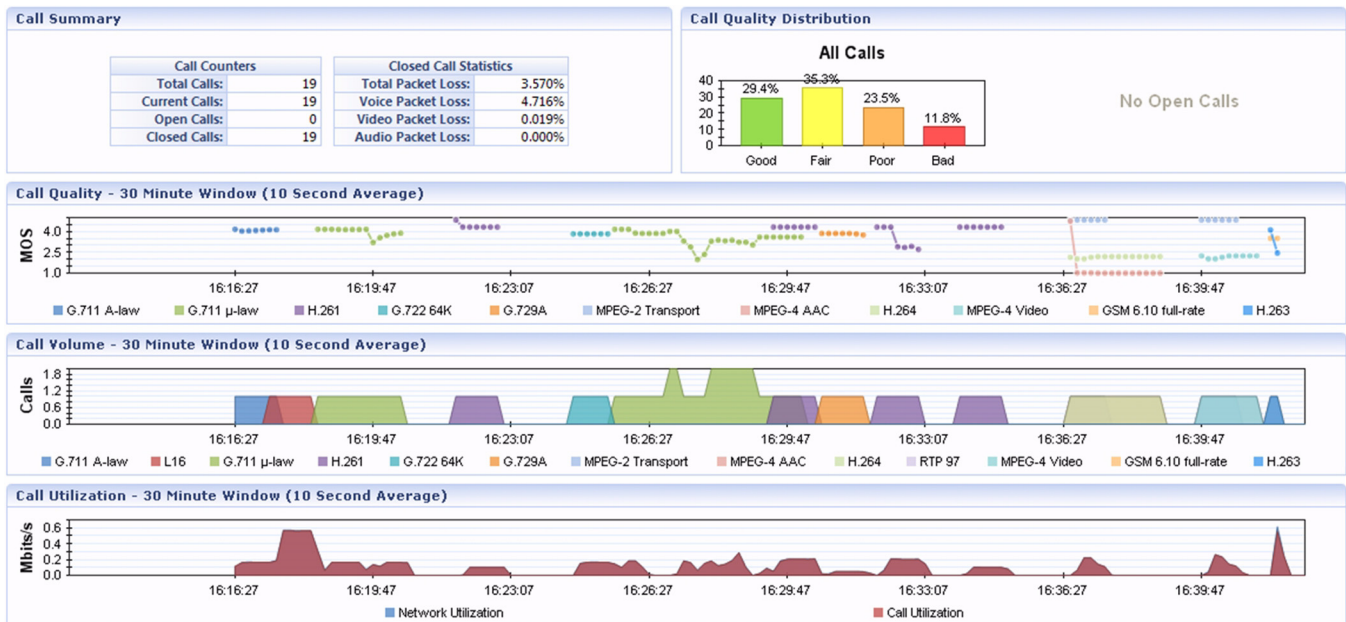 Call Summary
Call Counters
Total Calls: 19
Current Calls: 19
Open Calls: 0
Closed Calls: 19
Closed Call Statistics
Total Packet Loss: 3.570%
Voice Packet Loss: 4.716%
Video Packet Loss: 0.019%
Audio Packet Loss: 0.000%
Call Quality Distribution
All Calls
40
30
20
10
0
29.4%
35.3%
23.5%
11.8%
Good Fair Poor Bad
No Open Calls
Call Quality - 30 Minute Window (10 Second Average)
MOS
4.0
2.5
1.0
16:16:27 16:19:47 16:23:07 16:26:27 16:29:47 16:33:07 16:36:27 16:39:47
G.711 A-law G.711 µ-law H.261 G.722 64K G.729A MPEG-2 Transport MPEG-4 AAC H.264 MPEG-4 Video GSM 6.10 full-rate H.263
Call Volume - 30 Minute Window (10 Second Average)
Calls
1.8
1.2
0.6
0.0
16:16:27 16:19:47 16:23:07 16:26:27 16:29:47 16:33:07 16:36:27 16:39:47
G.711 A-law L16 G.711 µ-law H.261 G.722 64K G.729A MPEG-2 Transport MPEG-4 AAC H.264 RTP 97 MPEG-4 Video GSM 6.10 full-rate H.263
Call Utilization - 30 Minute Window (10 Second Average)
Mbits/s
0.6
0.4
0.2
0.0
16:16:27 16:19:47 16:23:07 16:26:27 16:29:47 16:33:07 16:36:27 16:39:47
Network Utilization Call Utilization